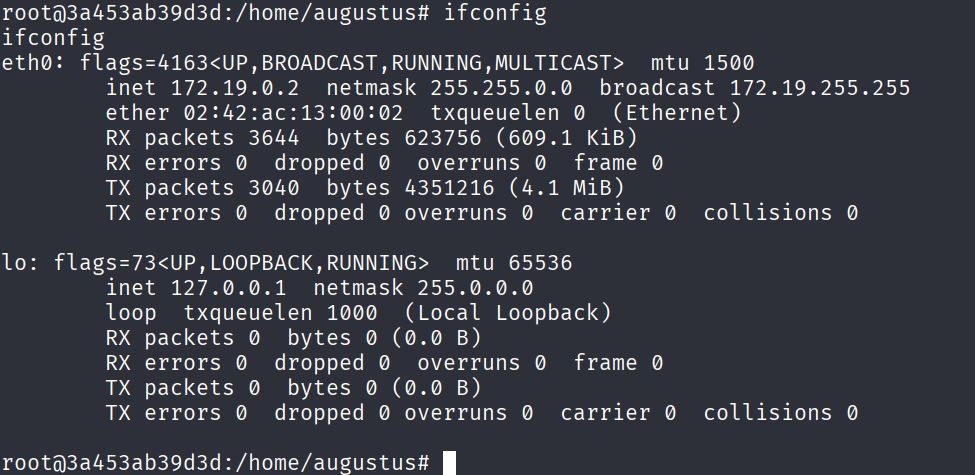 root@3a453ab39d3d:/home/augustus# ifconfig
ifconfig
eth0: flags=4163<UP,BROADCAST,RUNNING,MULTICAST>  mtu 1500
        inet 172.19.0.2  netmask 255.255.0.0  broadcast 172.19.255.255
        ether 02:42:ac:13:00:02  txqueuelen 0  (Ethernet)
        RX packets 3644  bytes 623756 (609.1 KiB)
        RX errors 0  dropped 0  overruns 0  frame 0
        TX packets 3040  bytes 4351216 (4.1 MiB)
        TX errors 0  dropped 0 overruns 0  carrier 0  collisions 0

lo: flags=73<UP,LOOPBACK,RUNNING>  mtu 65536
        inet 127.0.0.1  netmask 255.0.0.0
        loop  txqueuelen 1000  (Local Loopback)
        RX packets 0  bytes 0 (0.0 B)
        RX errors 0  dropped 0  overruns 0  frame 0
        TX packets 0  bytes 0 (0.0 B)
        TX errors 0  dropped 0 overruns 0  carrier 0  collisions 0

root@3a453ab39d3d:/home/augustus#